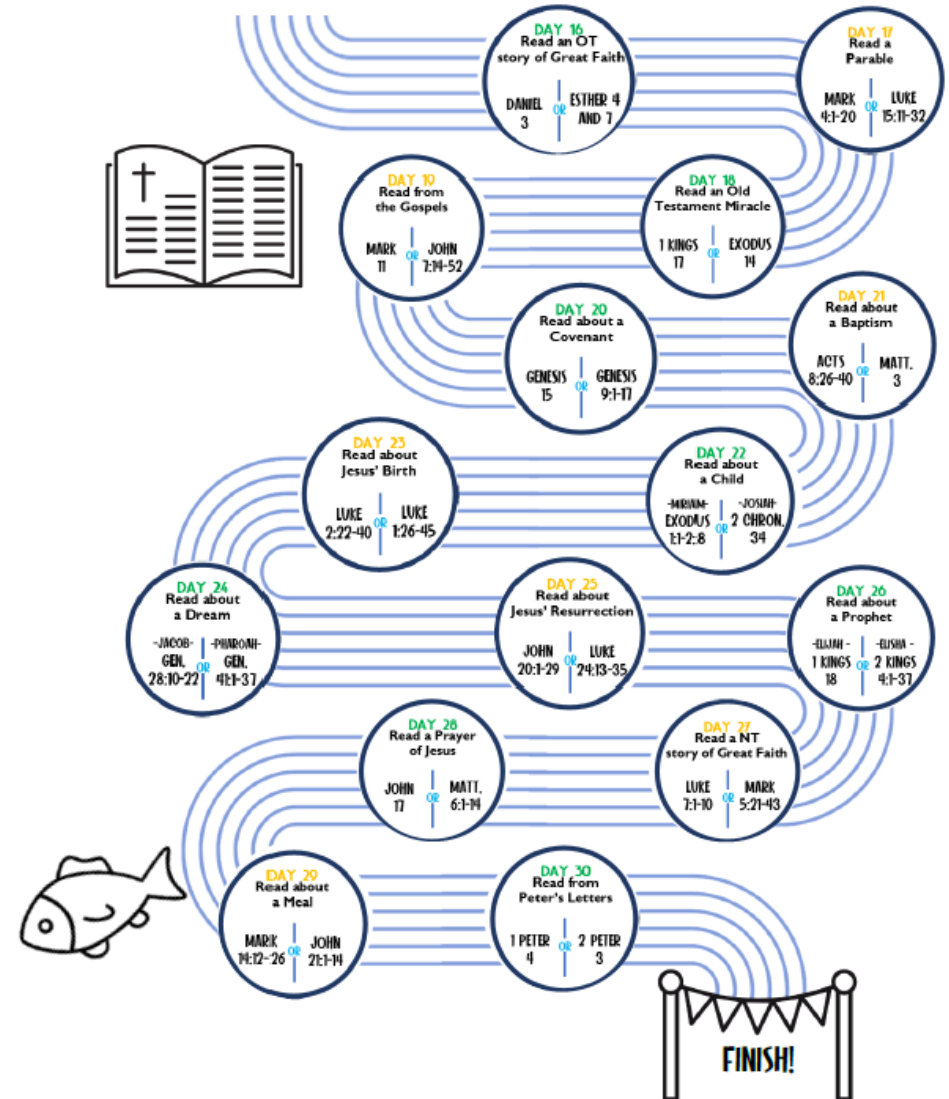 DAY 16
Read an OT
story of Great Faith
DANIEL
3
OR
ESTHER 4
AND 7
DAY 17
Read a
Parable
MARK
4:1-20
OR
LUKE
15:11-32
DAY 18
Read an Old
Testament Miracle
1 KINGS
17
OR
EXODUS
14
DAY 19
Read from
the Gospels
MARK
11
OR
JOHN
7:14-52
DAY 20
Read about a
Covenant
GENESIS
15
OR
GENESIS
9:1-17
DAY 21
Read about
a Baptism
ACTS
8:26-40
OR
MATT.
3
DAY 22
Read about
a Child
-MIRIAM-
EXODUS
1:1-2:8
OR
-JOSIAH-
2 CHRON.
34
DAY 23
Read about
Jesus' Birth
LUKE
2:22-40
OR
LUKE
1:26-45
DAY 24
Read about
a Dream
-JACOB-
GEN.
28:10-22
OR
-PHAROAH-
GEN.
41:1-37
DAY 25
Read about
Jesus' Resurrection
JOHN
20:1-29
OR
LUKE
24:13-35
DAY 26
Read about
a Prophet
-ELIJAH -
1 KINGS
18
OR
-ELISHA -
2 KINGS
4:1-37
DAY 27
Read a NT
story of Great Faith
LUKE
7:1-10
OR
MARK
5:21-43
DAY 28
Read a Prayer
of Jesus
JOHN
17
OR
MATT.
6:1-14
DAY 29
Read about
a Meal
MARK
14:12-26
OR
JOHN
21:1-14
DAY 30
Read from
Peter's Letters
1 PETER
4
OR
2 PETER
3
FINISH!